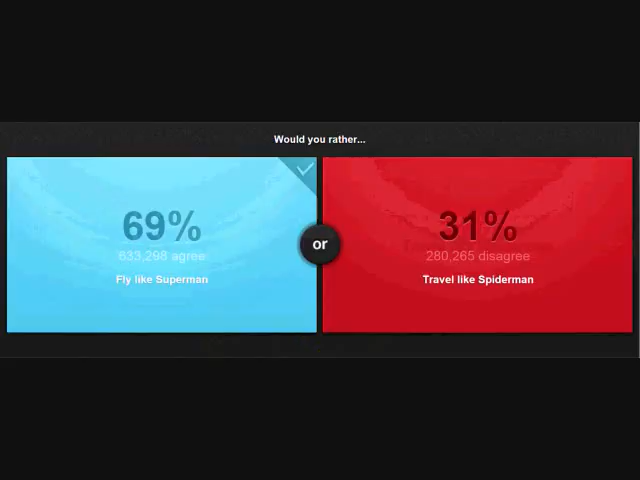 Would you rather...
69%
633,298 agree
Fly like Superman
or
31%
280,265 disagree
Travel like Spiderman